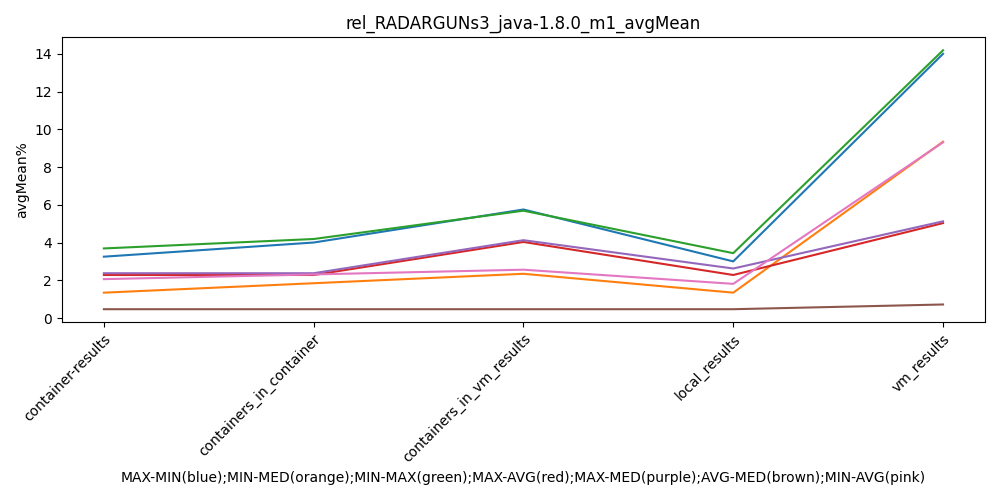 rel_RADARGUNs3_java-1.8.0_m1_avgMean
avgMean%
14
12
10
8
6
4
2
0
container-results
containers_in_container
containers_in_vm_results
local_results
vm_results
MAX-MIN(blue);MIN-MED(orange);MIN-MAX(green);MAX-AVG(red);MAX-MED(purple);AVG-MED(brown);MIN-AVG(pink)